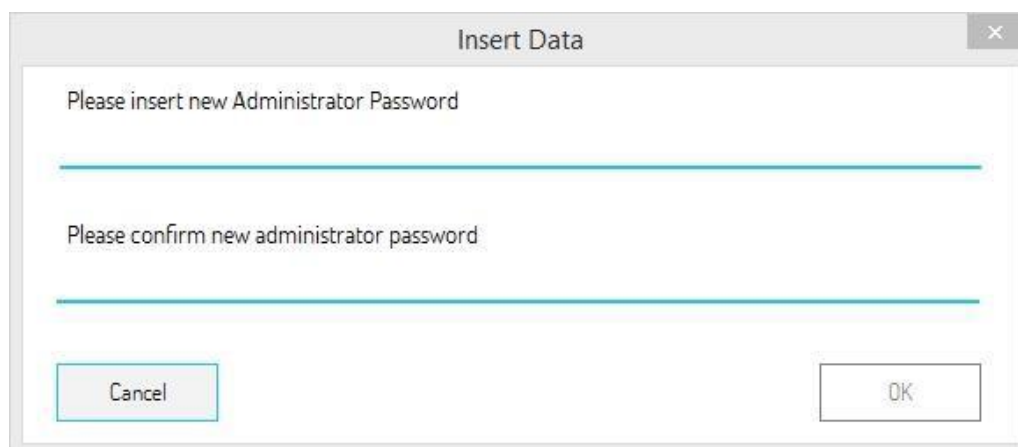 Insert Data
Please insert new Administrator Password
Please confirm new administrator password
Cancel
OK